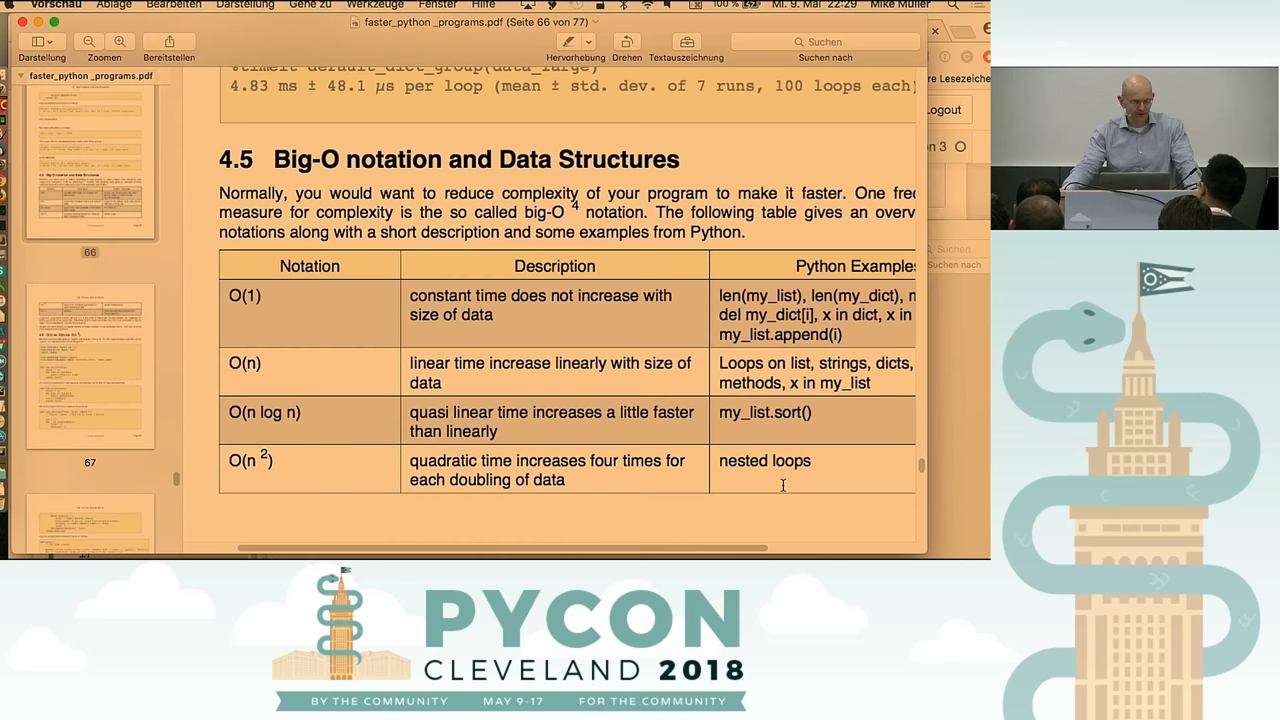 Vorschau Ablage Bearbeiten Darstellung Gehe zu Werkzeuge Fenster Hilfe 100 % Mi. 9. Mai 22:29 Mike Müller
faster_python _programs.pdf (Seite 66 von 77)
Suchen
Darstellung Zoomen Bereitstellen Hervorhebung Drehen Textauszeichnung Suchen nach
faster_python _programs.pdf
re Lesezeiche
Logout
on 3
Suchen
Suchen nach
66
67
%timeit default_dict_group(data_large)
4.83 ms ± 48.1 µs per loop (mean ± std. dev. of 7 runs, 100 loops each)
4.5 Big-O notation and Data Structures
Normally, you would want to reduce complexity of your program to make it faster. One fre
measure for complexity is the so called big-O 4 notation. The following table gives an overv
notations along with a short description and some examples from Python.
Notation Description Python Examples
O(1) constant time does not increase with size of data len(my_list), len(my_dict),
del my_dict[i], x in dict, x in
my_list.append(i)
O(n) linear time increase linearly with size of data Loops on list, strings, dicts,
methods, x in my_list
O(n log n) quasi linear time increases a little faster than linearly my_list.sort()
O(n 2) quadratic time increases four times for each doubling of data nested loops
PYCON
CLEVELAND 2018
BY THE COMMUNITY MAY 9-17 FOR THE COMMUNITY